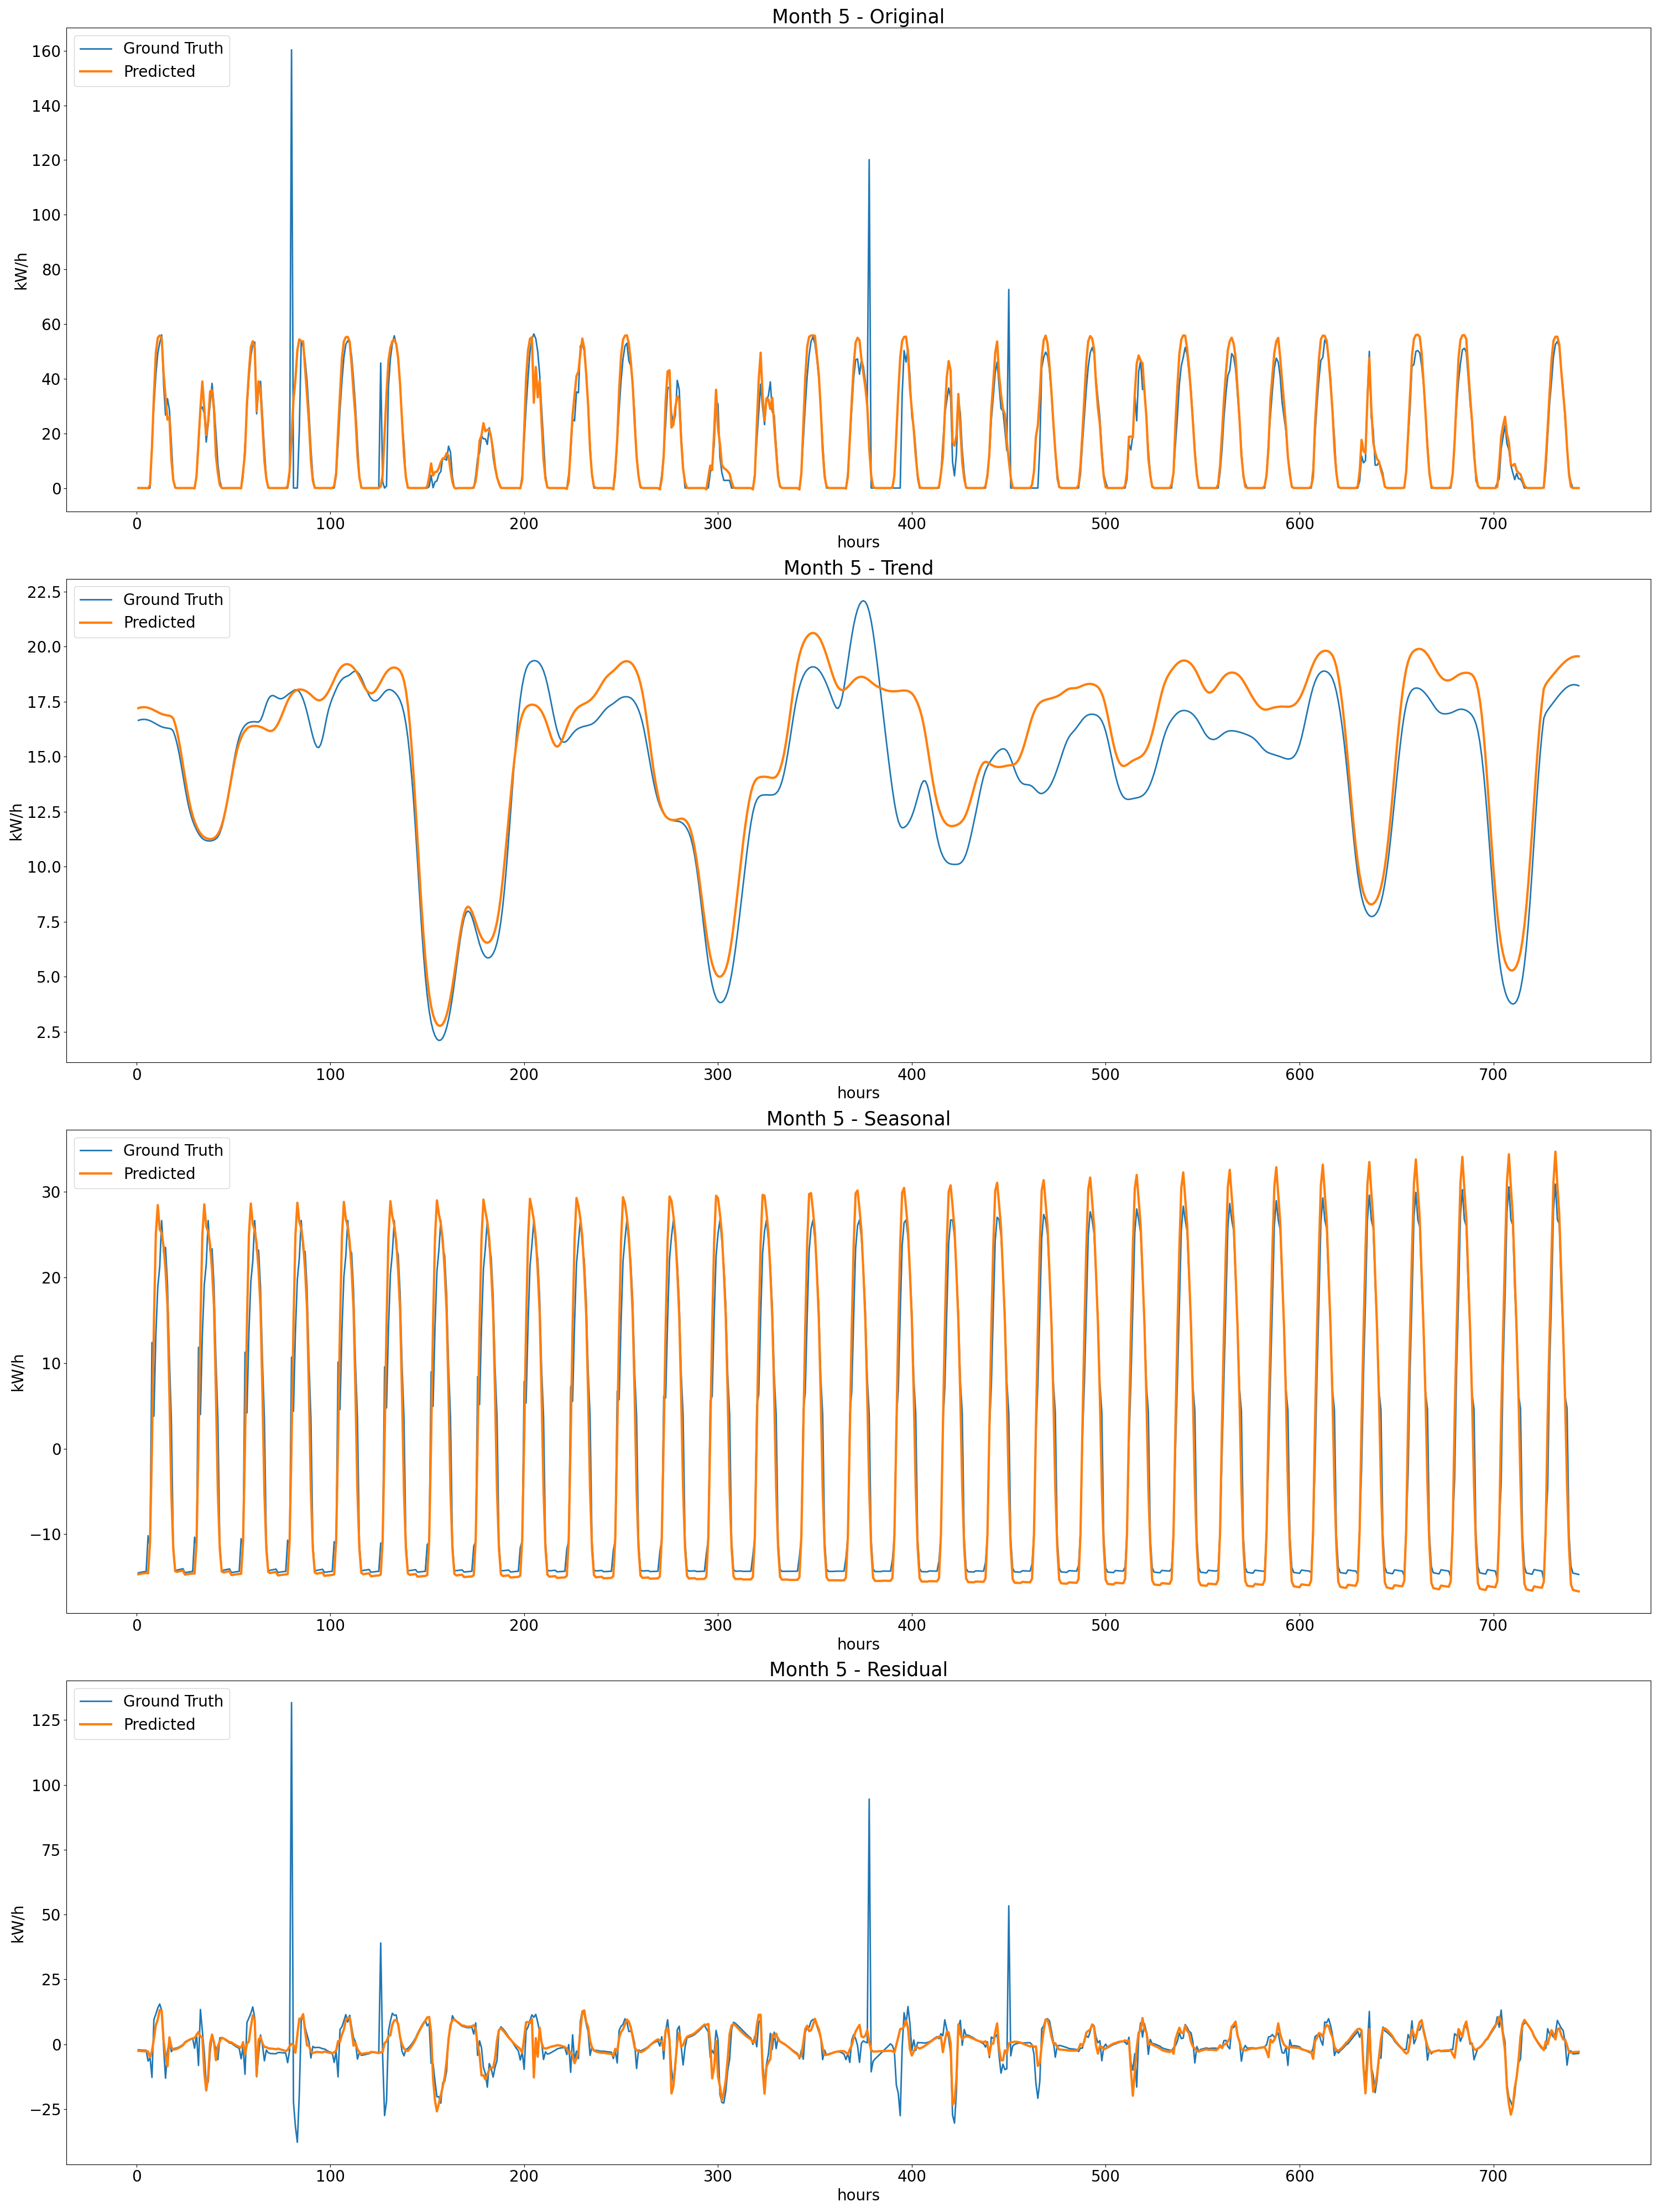 Month 5 - Original
Ground Truth
Predicted
160
140
120
100
80
60
40
20
0
kW/h
0 100 200 300 400 500 600 700
hours
Month 5 - Trend
Ground Truth
Predicted
22.5
20.0
17.5
15.0
12.5
10.0
7.5
5.0
2.5
kW/h
0 100 200 300 400 500 600 700
hours
Month 5 - Seasonal
Ground Truth
Predicted
30
20
10
0
−10
kW/h
0 100 200 300 400 500 600 700
hours
Month 5 - Residual
Ground Truth
Predicted
125
100
75
50
25
0
−25
kW/h
0 100 200 300 400 500 600 700
hours